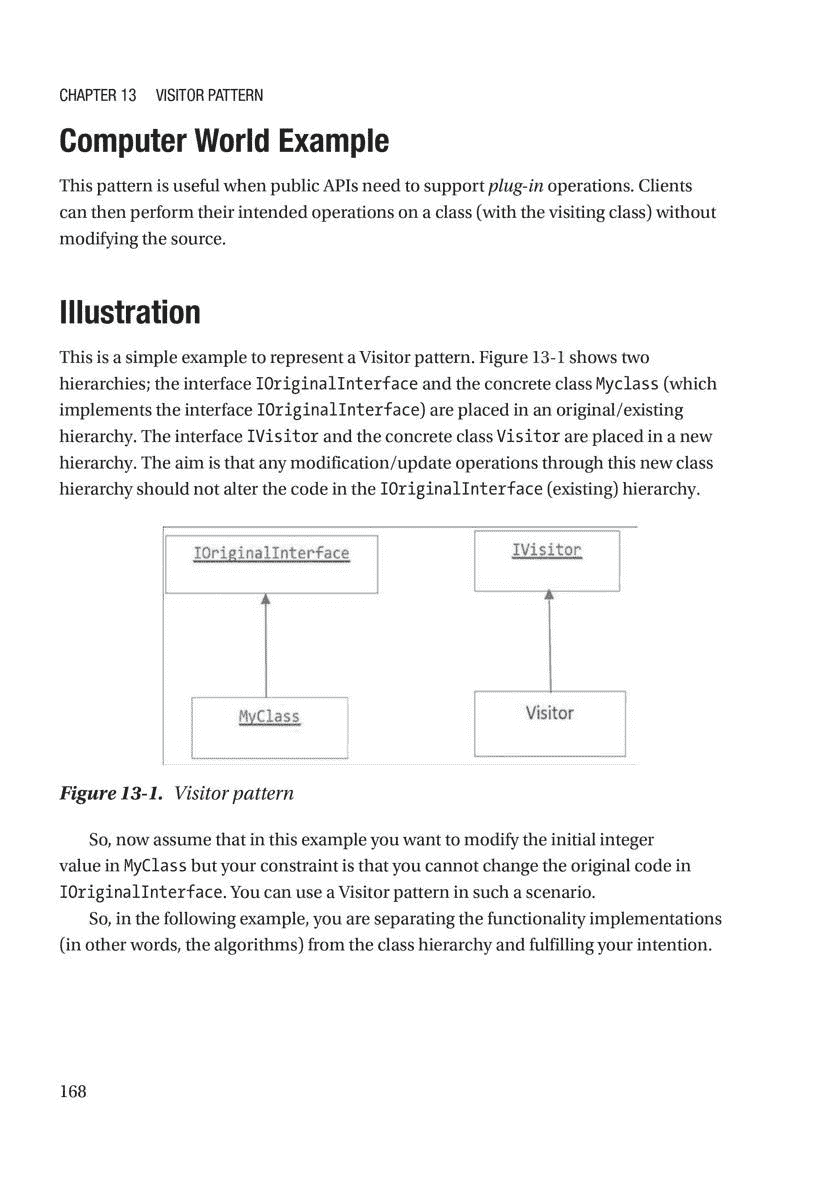 CHAPTER 13 VISITOR PATTERN
Computer World Example
This pattern is useful when public APIs need to support plug-in operations. Clients
can then perform their intended operations on a class (with the visiting class) without
modifying the source.
Illustration
This is a simple example to represent a Visitor pattern. Figure 13-1 shows two
hierarchies; the interface IOriginalInterface and the concrete class Myclass (which
implements the interface IOriginalInterface) are placed in an original/existing
hierarchy. The interface IVisitor and the concrete class Visitor are placed in a new
hierarchy. The aim is that any modification/update operations through this new class
hierarchy should not alter the code in the IOriginalInterface (existing) hierarchy.
IOriginalInterface
IVisitor
MyClass
Visitor
Figure 13-1. Visitor pattern
So, now assume that in this example you want to modify the initial integer
value in MyClass but your constraint is that you cannot change the original code in
IOriginalInterface. You can use a Visitor pattern in such a scenario.
So, in the following example, you are separating the functionality implementations
(in other words, the algorithms) from the class hierarchy and fulfilling your intention.
168